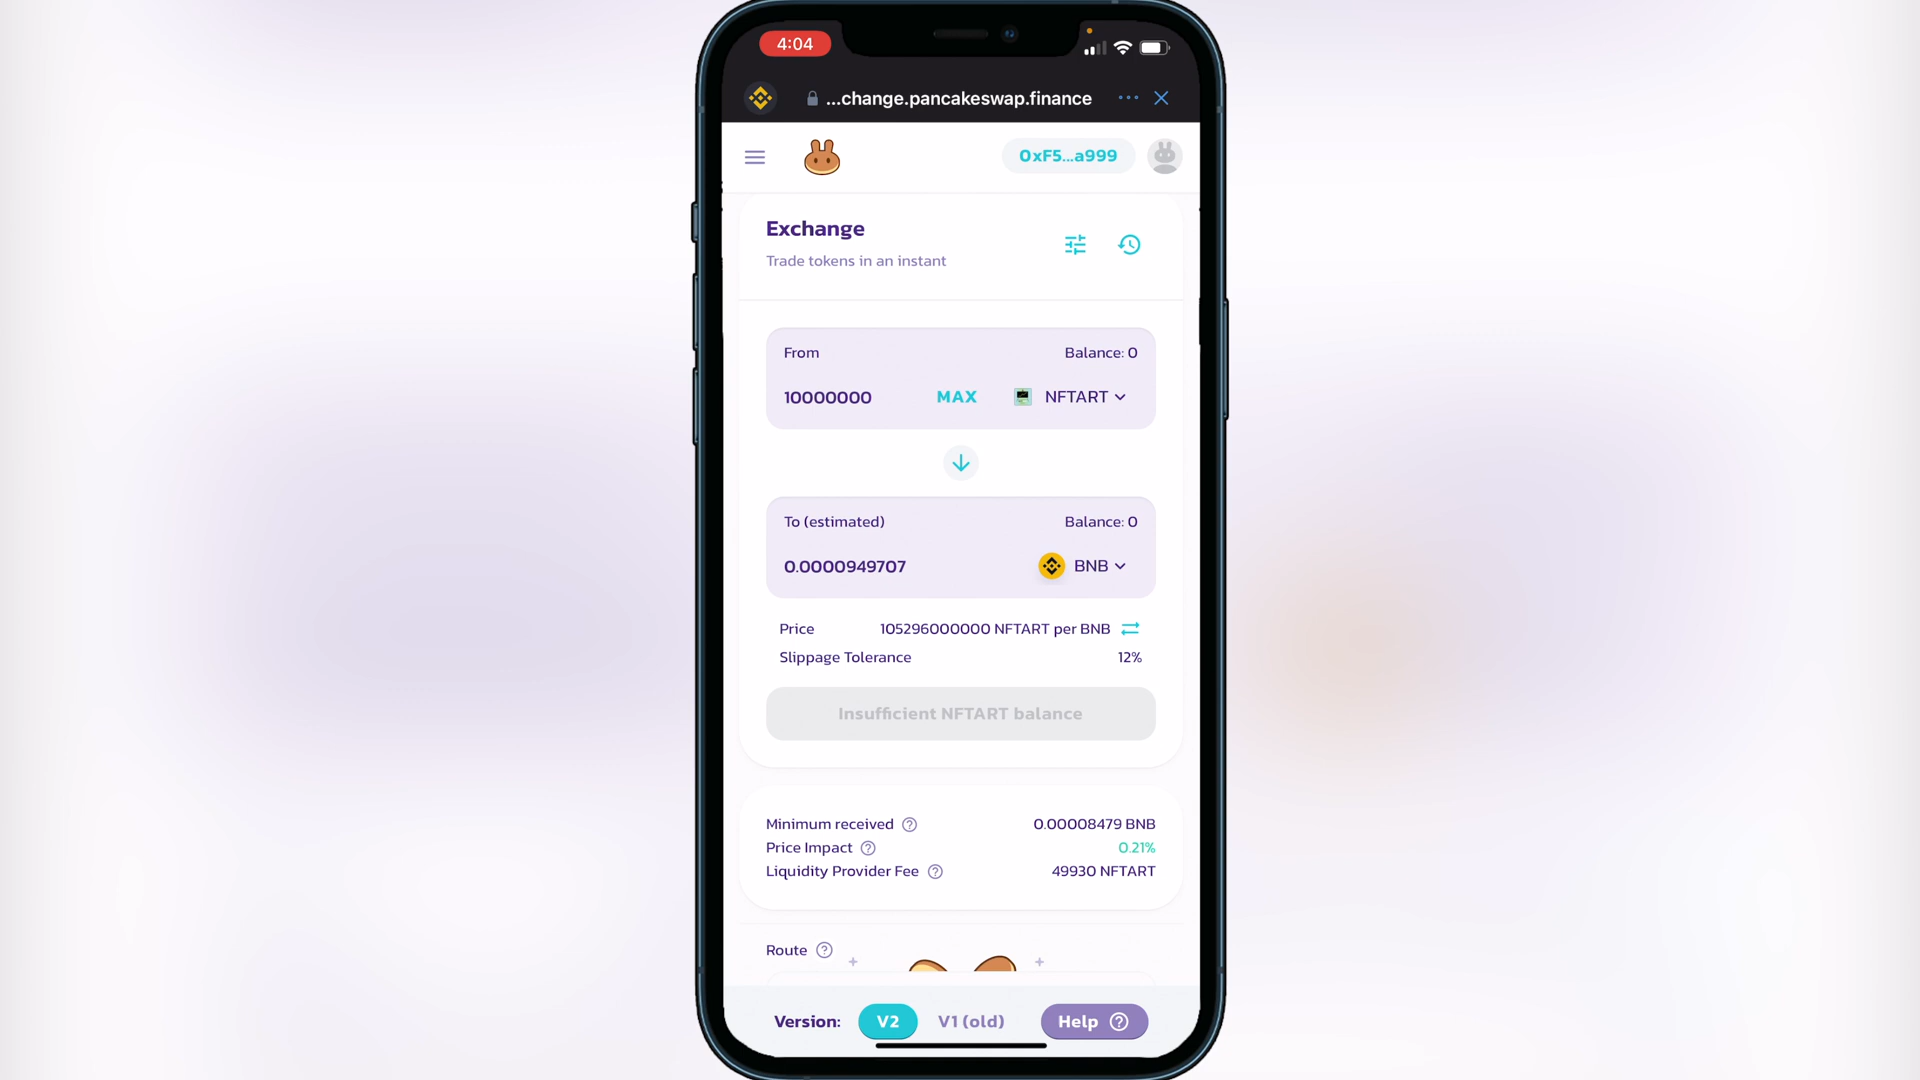 4:04
...change.pancakeswap.finance
0xF5...a999
Exchange
Trade tokens in an instant
From Balance: 0
10000000 MAX NFTART
To (estimated) Balance: 0
0.0000949707 BNB
Price 105296000000 NFTART per BNB
Slippage Tolerance 12%
Insufficient NFTART balance
Minimum received 0.00008479 BNB
Price Impact 0.21%
Liquidity Provider Fee 49930 NFTART
Route
Version: V2 V1 (old) Help